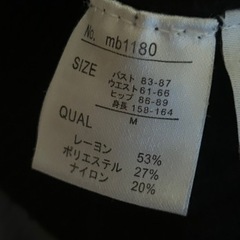 No. mb1180
SIZE
バスト 83-87
ウエスト 61-66
ヒップ 86-89
身長 158-164
M
QUAL
レーヨン 53%
ポリエステル 27%
ナイロン 20%